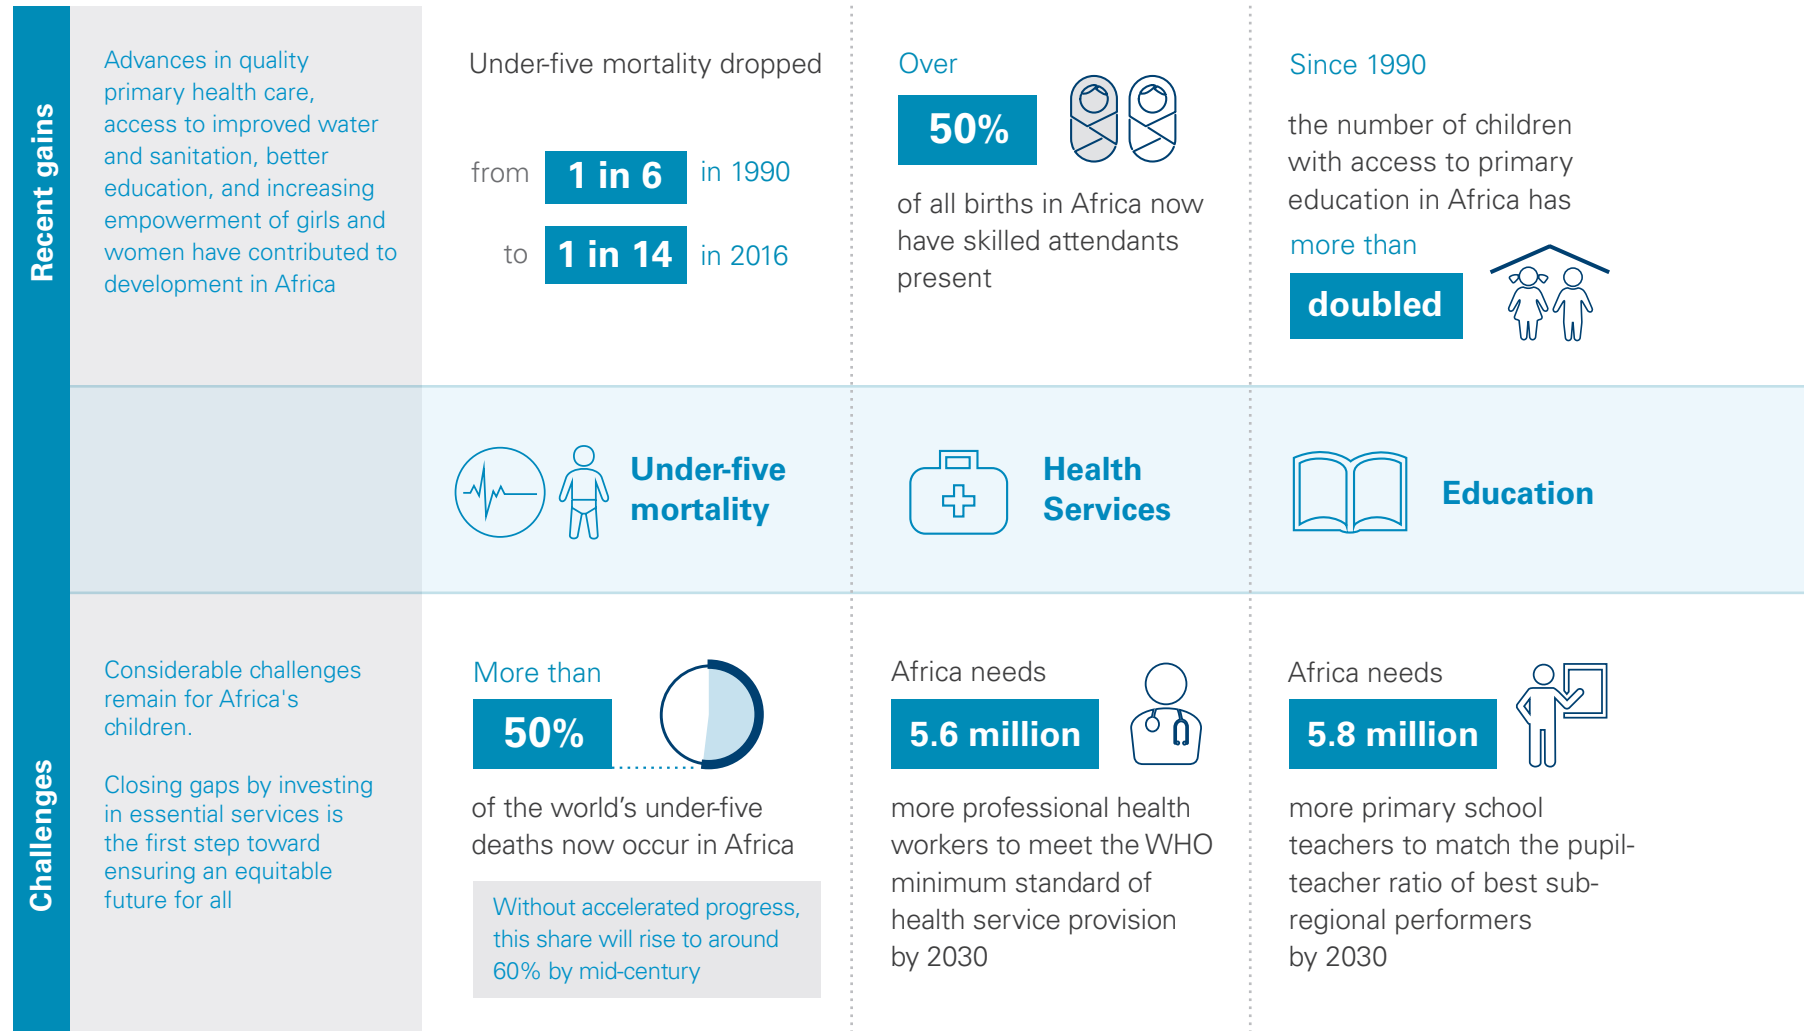 Recent gains
Advances in quality
primary health care,
access to improved water
and sanitation, better
education, and increasing
empowerment of girls and
women have contributed to
development in Africa
Under-five mortality dropped
from 1 in 6 in 1990
to 1 in 14 in 2016
Over
50%
of all births in Africa now
have skilled attendants
present
Since 1990
the number of children
with access to primary
education in Africa has
more than
doubled
Under-five
mortality
Health
Services
Education
Challenges
Considerable challenges
remain for Africa's
children.
Closing gaps by investing
in essential services is
the first step toward
ensuring an equitable
future for all
More than
50%
of the world’s under-five
deaths now occur in Africa
Without accelerated progress,
this share will rise to around
60% by mid-century
Africa needs
5.6 million
more professional health
workers to meet the WHO
minimum standard of
health service provision
by 2030
Africa needs
5.8 million
more primary school
teachers to match the pupil-
teacher ratio of best sub-
regional performers
by 2030